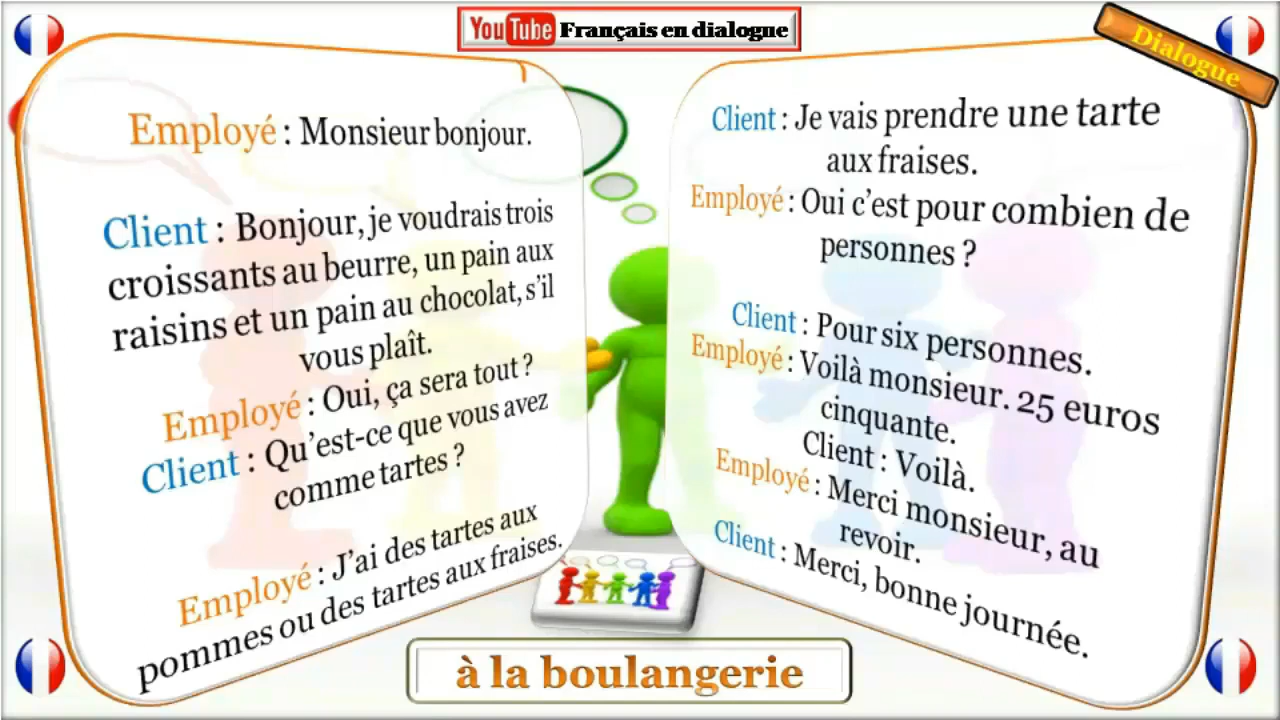 YouTube Français en dialogue
Dialogue
Employé : Monsieur bonjour.
Client : Bonjour, je voudrais trois
croissants au beurre, un pain aux
raisins et un pain au chocolat, s'il
vous plaît.
Employé : Oui, ça sera tout ?
Client : Qu'est-ce que vous avez
comme tartes ?
Employé : J'ai des tartes aux
pommes ou des tartes aux fraises.
Client : Je vais prendre une tarte
aux fraises.
Employé : Oui c'est pour combien de
personnes ?
Client : Pour six personnes.
Employé : Voilà monsieur. 25 euros
cinquante.
Client : Voilà.
Employé : Merci monsieur, au
revoir.
Client : Merci, bonne journée.
à la boulangerie